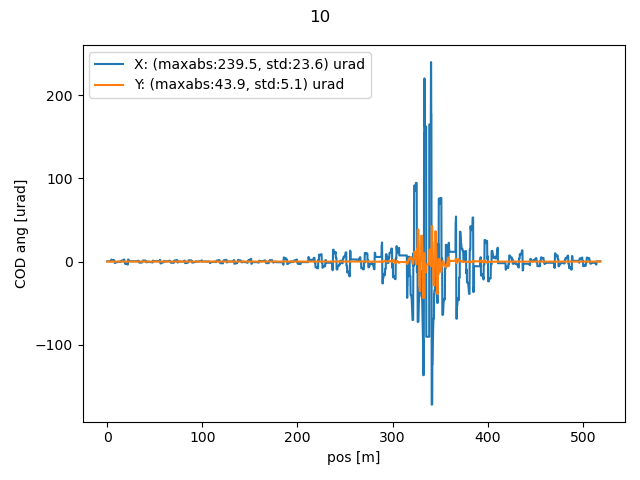 10
X: (maxabs:239.5, std:23.6) urad
Y: (maxabs:43.9, std:5.1) urad
COD ang [urad]
200
100
0
−100
0 100 200 300 400 500
pos [m]